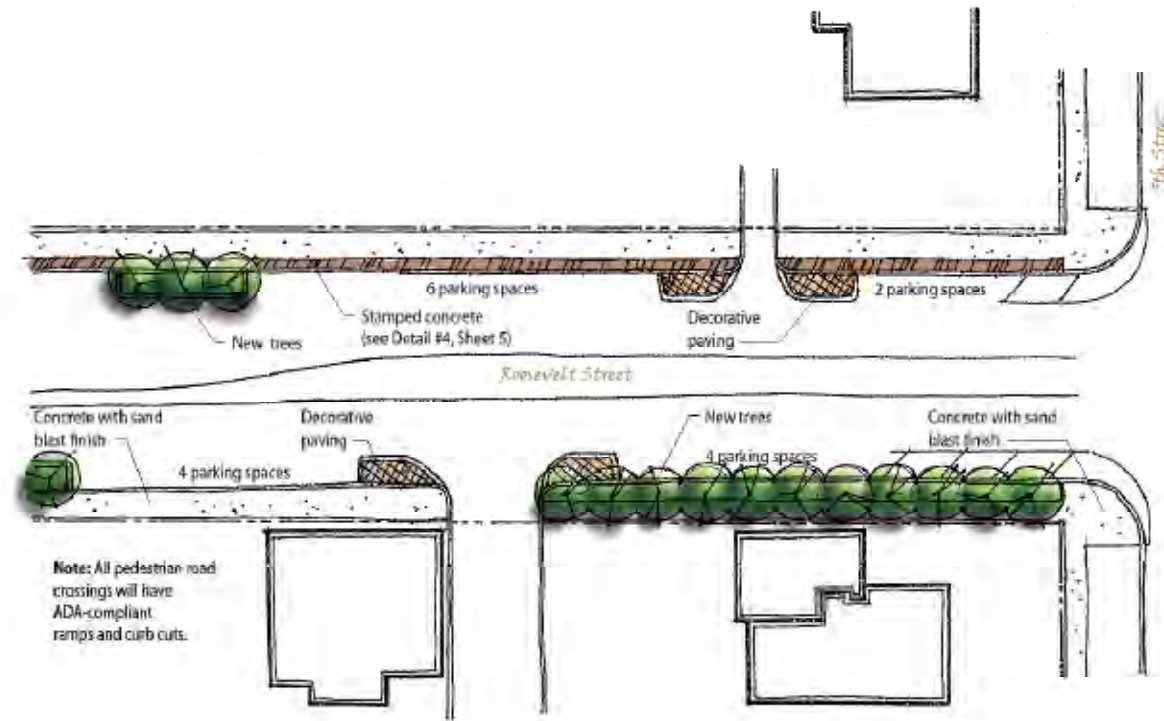 6 parking spaces
2 parking spaces
Stamped concrete
(see Detail #4, Sheet 5)
New trees
Decorative
paving
Roosevelt Street
Concrete with sand
blast finish
Decorative
paving
New trees
Concrete with sand
blast finish
4 parking spaces
4 parking spaces
Note: All pedestrian road
crossings will have
ADA-compliant
ramps and curb cuts.